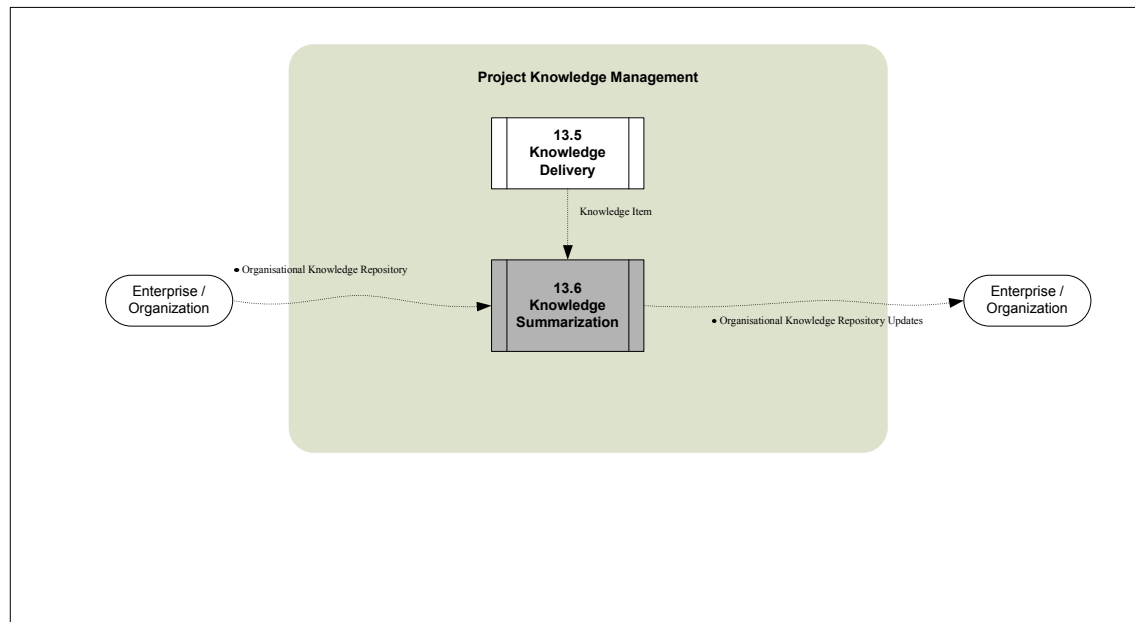 Project Knowledge Management
13.5
Knowledge
Delivery
Knowledge Item
• Organisational Knowledge Repository
Enterprise /
Organization
13.6
Knowledge
Summarization
• Organisational Knowledge Repository Updates
Enterprise /
Organization